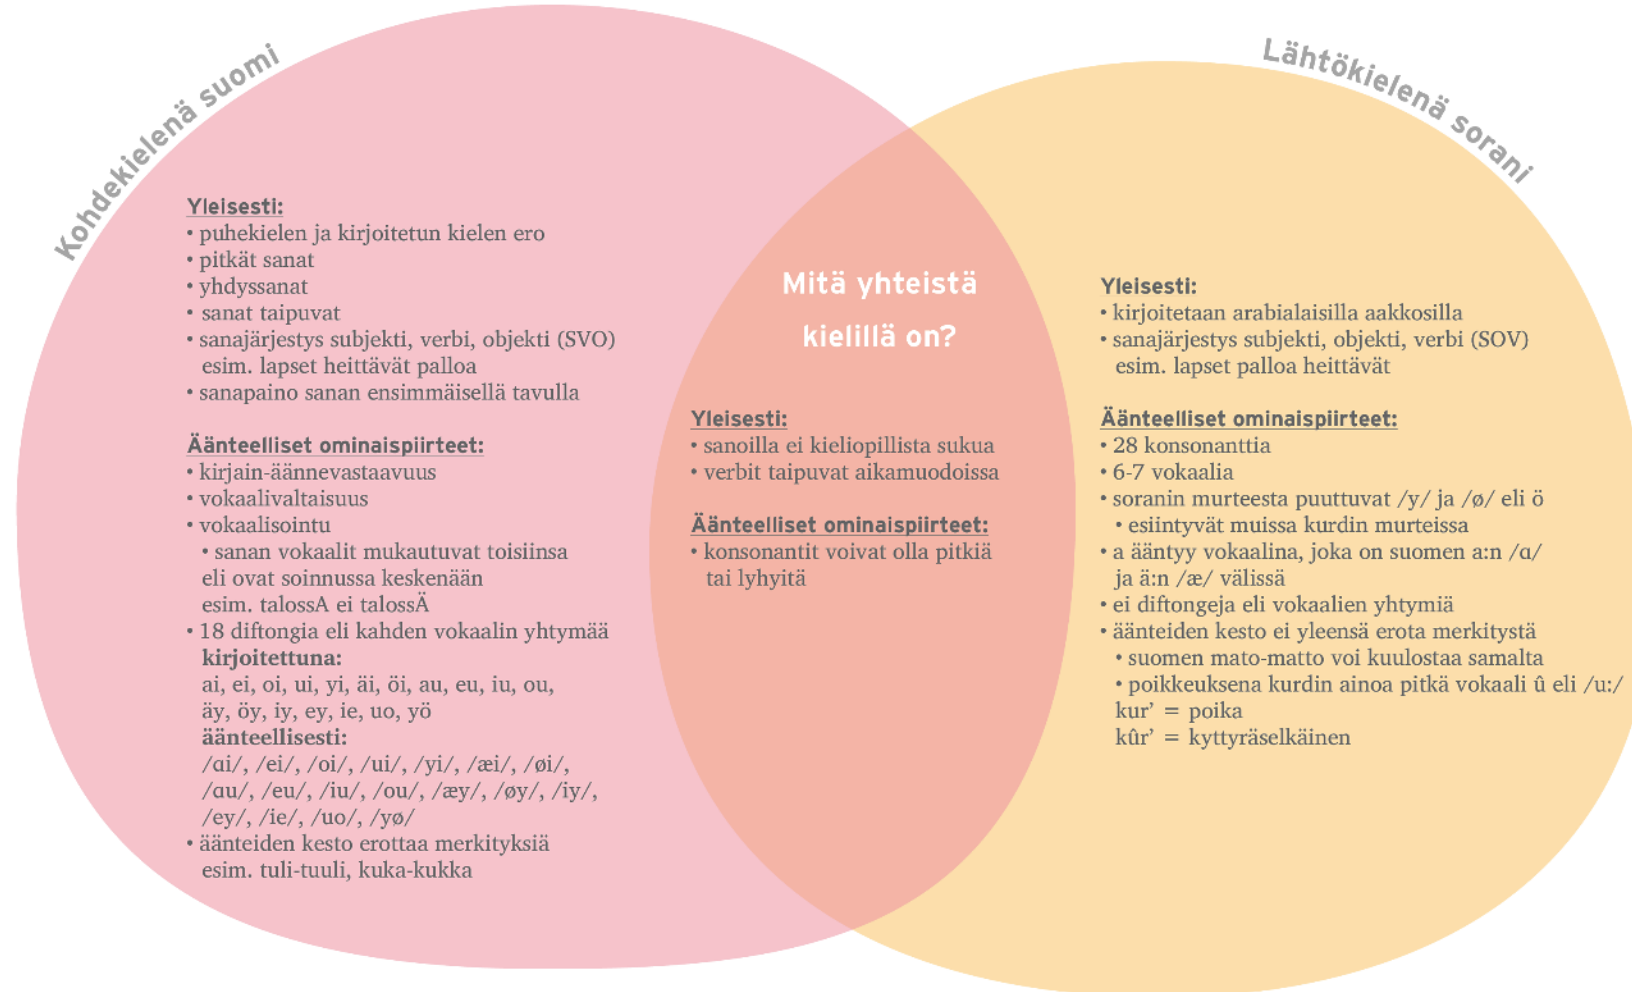 Kohdekielenä suomi
Yleisesti:
• puhekielen ja kirjoitetun kielen ero
• pitkät sanat
• yhdyssanat
• sanat taipuvat
• sanajärjestys subjekti, verbi, objekti (SVO)
esim. lapset heittävät palloa
• sanapaino sanan ensimmäisellä tavulla
Äänteelliset ominaispiirteet:
• kirjain-äännevastaavuus
• vokaalivaltaisuus
• vokaalisointu
• sanan vokaalit mukautuvat toisiinsa
eli ovat soinnussa keskenään
esim. talossA ei talossÄ
• 18 diftongia eli kahden vokaalin yhtymää
kirjoitettuna:
ai, ei, oi, ui, yi, äi, öi, au, eu, iu, ou,
äy, öy, iy, ey, ie, uo, yö
äänteellisesti:
/ɑi/, /ei/, /oi/, /ui/, /yi/, /æi/, /øi/,
/ɑu/, /eu/, /iu/, /ou/, /æy/, /øy/, /iy/,
/ey/, /ie/, /uo/, /yø/
• äänteiden kesto erottaa merkityksiä
esim. tuli-tuuli, kuka-kukka
Mitä yhteistä
kielillä on?
Yleisesti:
• sanoilla ei kieliopillista sukua
• verbit taipuvat aikamuodoissa
Äänteelliset ominaispiirteet:
• konsonantit voivat olla pitkiä
tai lyhyitä
Lähtökielenä sorani
Yleisesti:
• kirjoitetaan arabialaisilla aakkosilla
• sanajärjestys subjekti, objekti, verbi (SOV)
esim. lapset palloa heittävät
Äänteelliset ominaispiirteet:
• 28 konsonanttia
• 6-7 vokaalia
• soranin murteesta puuttuvat /y/ ja /ø/ eli ö
• esiintyvät muissa kurdin murteissa
• a ääntyy vokaalina, joka on suomen a:n /ɑ/
ja ä:n /æ/ välissä
• ei diftongeja eli vokaalien yhtymiä
• äänteiden kesto ei yleensä erota merkitystä
• suomen mato-matto voi kuulostaa samalta
• poikkeuksena kurdin ainoa pitkä vokaali û eli /u:/
kur’ = poika
kûr’ = kyttyräselkäinen